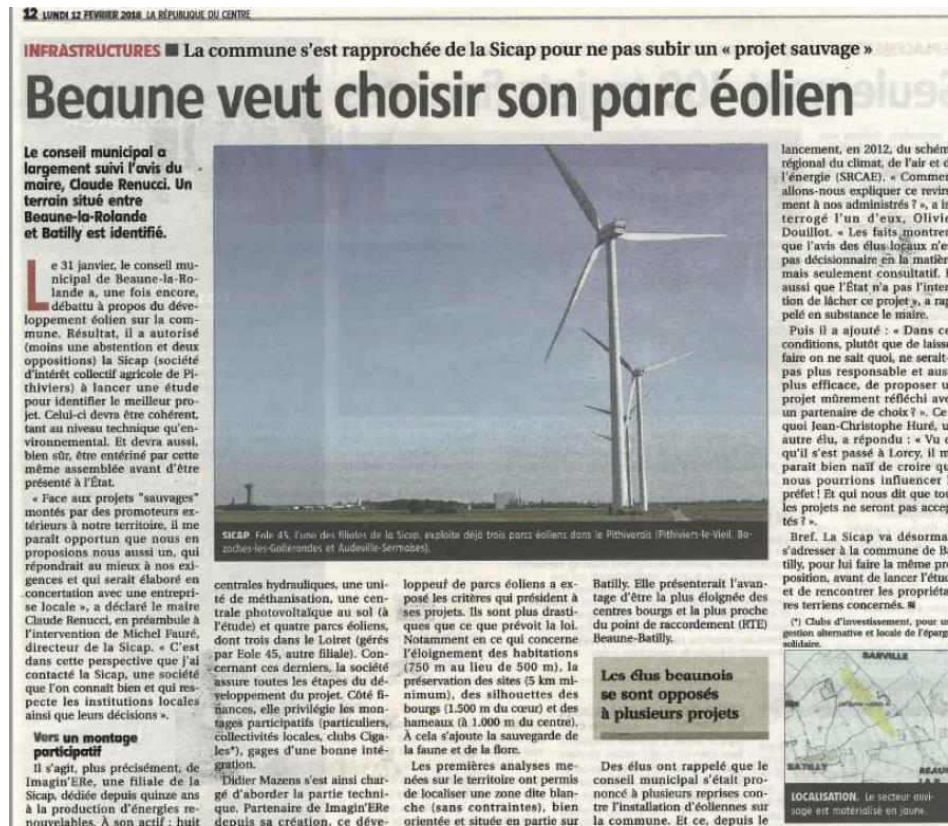 12 LUNDI 12 FEVRIER 2018 LA RÉPUBLIQUE DU CENTRE
INFRASTRUCTURES ■ La commune s'est rapprochée de la Sicap pour ne pas subir un « projet sauvage »
Beaune veut choisir son parc éolien
Le conseil municipal a
largement suivi l'avis du
maire, Claude Renucci. Un
terrain situé entre
Beaune-la-Rolande
et Batilly est identifié.
Le 31 janvier, le conseil mu-
nicipal de Beaune-la-Ro-
lande a, une fois encore,
débattu à propos du déve-
loppement éolien sur la com-
mune. Résultat, il a autorisé
(moins une abstention et deux
oppositions) la Sicap (société
d'intérêt collectif agricole de Pi-
thiviers) à lancer une étude
pour identifier le meilleur pro-
jet. Celui-ci devra être cohérent,
tant au niveau technique qu'en-
vironnemental. Et devra aussi,
bien sûr, être entériné par cette
même assemblée avant d'être
présenté à l'État.
« Face aux projets "sauvages"
montés par des promoteurs ex-
térieurs à notre territoire, il me
paraît opportun que nous en
proposions nous aussi un, qui
répondrait au mieux à nos exi-
gences et qui serait élaboré en
concertation avec une entrepri-
se locale », a déclaré le maire
Claude Renucci, en préambule à
l'intervention de Michel Fauré,
directeur de la Sicap. « C'est
dans cette perspective que j'ai
contacté la Sicap, une société
que l'on connaît bien et qui res-
pecte les institutions locales
ainsi que leurs décisions ».
Vers un montage
participatif
Il s'agit, plus précisément, de
Imagin'ERe, une filiale de la
Sicap, dédiée depuis quinze ans
à la production d'énergies re-
nouvelables. À son actif : huit
SICAP. Eole 45, l'une des filiales de la Sicap, exploite déjà trois parcs éoliens dans le Pithiverais (Pithiviers-le-Vieil, Ba-
zoches-les-Gallerandes et Audeville-Sermaises).
centrales hydrauliques, une uni-
té de méthanisation, une cen-
trale photovoltaïque au sol (à
l'étude) et quatre parcs éoliens,
dont trois dans le Loiret (gérés
par Eole 45, autre filiale). Con-
cernant ces derniers, la société
assure toutes les étapes du dé-
veloppement du projet. Côté fi-
nances, elle privilégie les mon-
tages participatifs (particuliers,
collectivités locales, clubs Ciga-
les*), gages d'une bonne inté-
gration.
Didier Mazens s'est ainsi char-
gé d'aborder la partie techni-
que. Partenaire de Imagin'ERe
depuis sa création, ce déve-
loppeur de parcs éoliens a ex-
posé les critères qui président à
ses projets. Ils sont plus drasti-
ques que ce que prévoit la loi.
Notamment en ce qui concerne
l'éloignement des habitations
(750 m au lieu de 500 m), la
préservation des sites (5 km mi-
nimum), des silhouettes des
bourgs (1.500 m du cœur) et des
hameaux (à 1.000 m du centre).
À cela s'ajoute la sauvegarde de
la faune et de la flore.
Les premières analyses me-
nées sur le territoire ont permis
de localiser une zone dite blan-
che (sans contraintes), bien
orientée et située en partie sur
Batilly. Elle présenterait l'avan-
tage d'être la plus éloignée des
centres bourgs et la plus proche
du point de raccordement (RTE)
Beaune-Batilly.
Les élus beaunois
se sont opposés
à plusieurs projets
Des élus ont rappelé que le
conseil municipal s'était pro-
noncé à plusieurs reprises con-
tre l'installation d'éoliennes sur
la commune. Et ce, depuis le
lancement, en 2012, du schém
régional du climat, de l'air et d
l'énergie (SRCAE). « Commen
allons-nous expliquer ce revire
ment à nos administrés ? », a in
terrogé l'un d'eux, Olivie
Douillot. « Les faits montren
que l'avis des élus locaux n'es
pas décisionnaire en la matièr
mais seulement consultatif. E
aussi que l'État n'a pas l'inten
tion de lâcher ce projet », a rap
pelé en substance le maire.
Puis il a ajouté : « Dans ce
conditions, plutôt que de laisse
faire on ne sait quoi, ne serait-
pas plus responsable et auss
plus efficace, de proposer u
projet mûrement réfléchi ave
un partenaire de choix ? ». Ce
quoi Jean-Christophe Huré, u
autre élu, a répondu : « Vu c
qu'il s'est passé à Lorcy, il m
paraît bien naïf de croire qu
nous pourrions influencer l
préfet ! Et qui nous dit que tou
les projets ne seront pas accep
tés ? ».
Bref. La Sicap va désormai
s'adresser à la commune de Ba
tilly, pour lui faire la même pro
position, avant de lancer l'étud
et de rencontrer les propriétai
res terriens concernés. ■
(*) Clubs d'investissement, pour un
gestion alternative et locale de l'éparg
solidaire.
BARVILLE
BATILLY
BEAUN
LOCALISATION. Le secteur envi-
sagé est matérialisé en jaune.